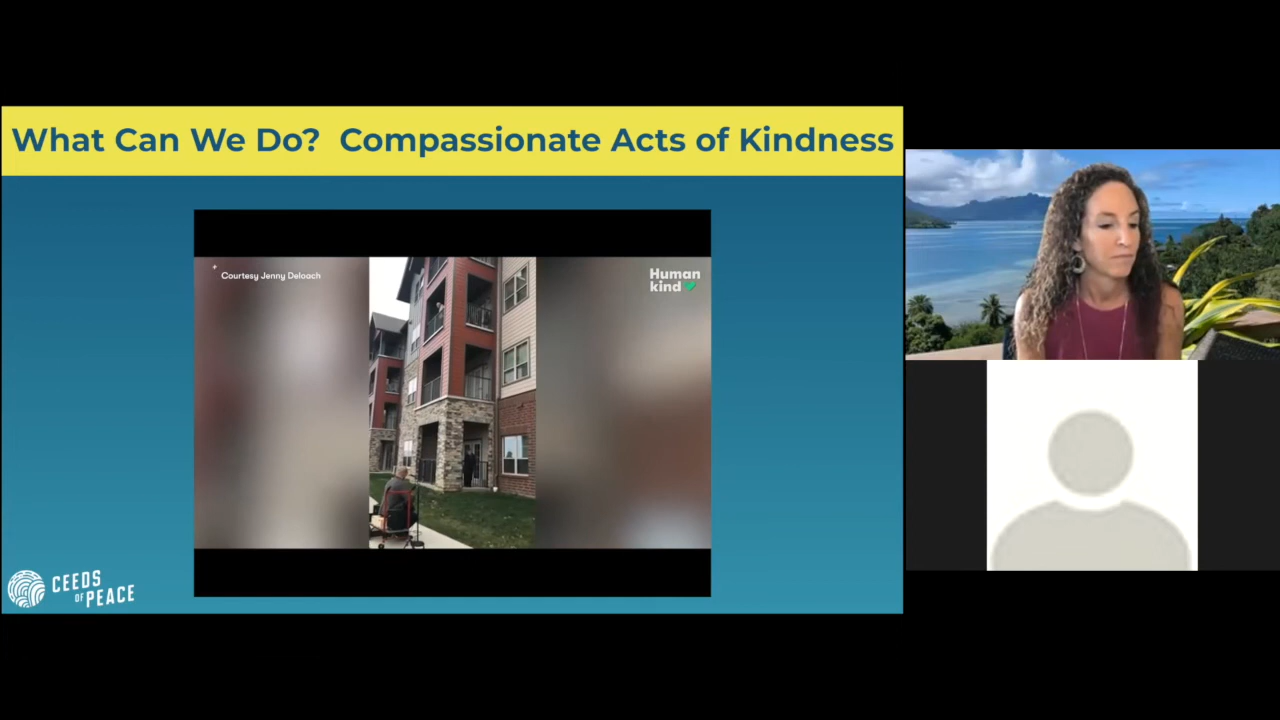 What Can We Do?  Compassionate Acts of Kindness
Courtesy Jenny Deloach
Human
kind
CEEDS
OF PEACE